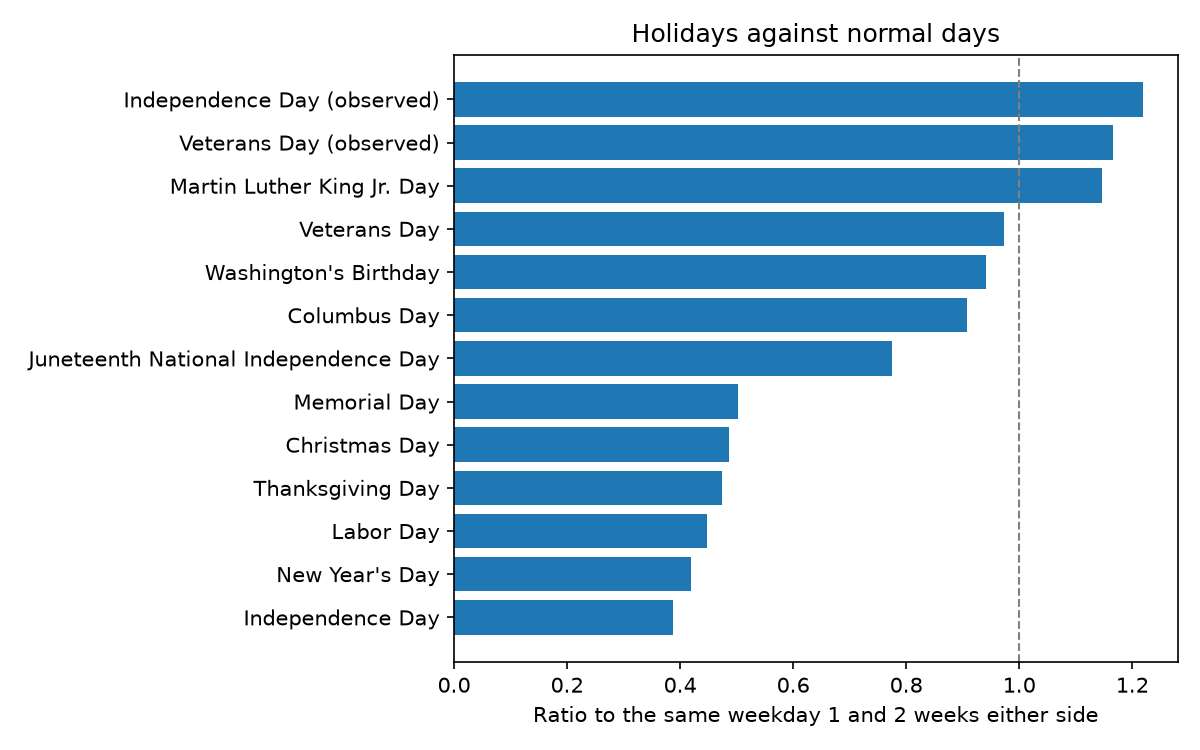 Holidays against normal days
Independence Day (observed)
Veterans Day (observed)
Martin Luther King Jr. Day
Veterans Day
Washington's Birthday
Columbus Day
Juneteenth National Independence Day
Memorial Day
Christmas Day
Thanksgiving Day
Labor Day
New Year's Day
Independence Day
0.0 0.2 0.4 0.6 0.8 1.0 1.2
Ratio to the same weekday 1 and 2 weeks either side